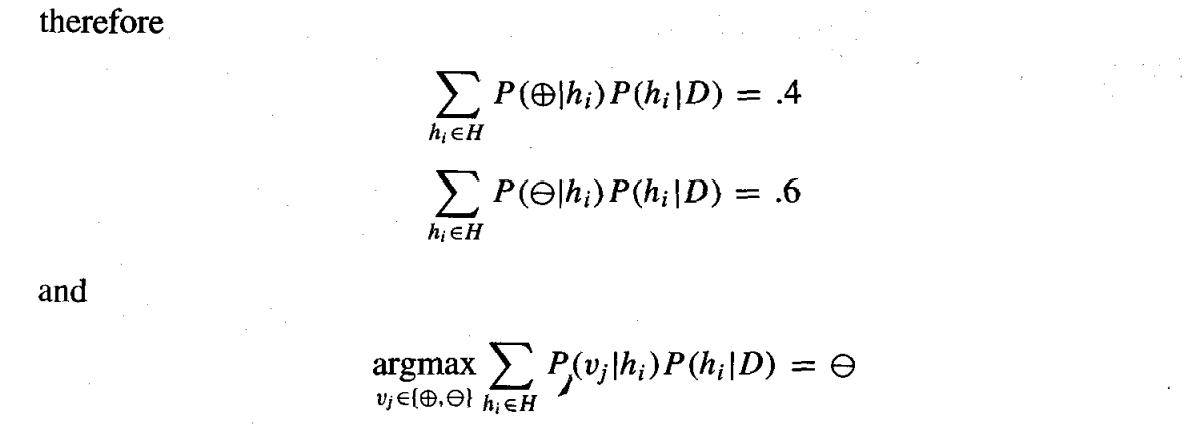 therefore
∑_{h_i∈H} P(⊕|h_i)P(h_i|D) = .4
∑_{h_i∈H} P(⊖|h_i)P(h_i|D) = .6
and
argmax_{v_j∈{⊕,⊖}} ∑_{h_i∈H} P(v_j|h_i)P(h_i|D) = ⊖